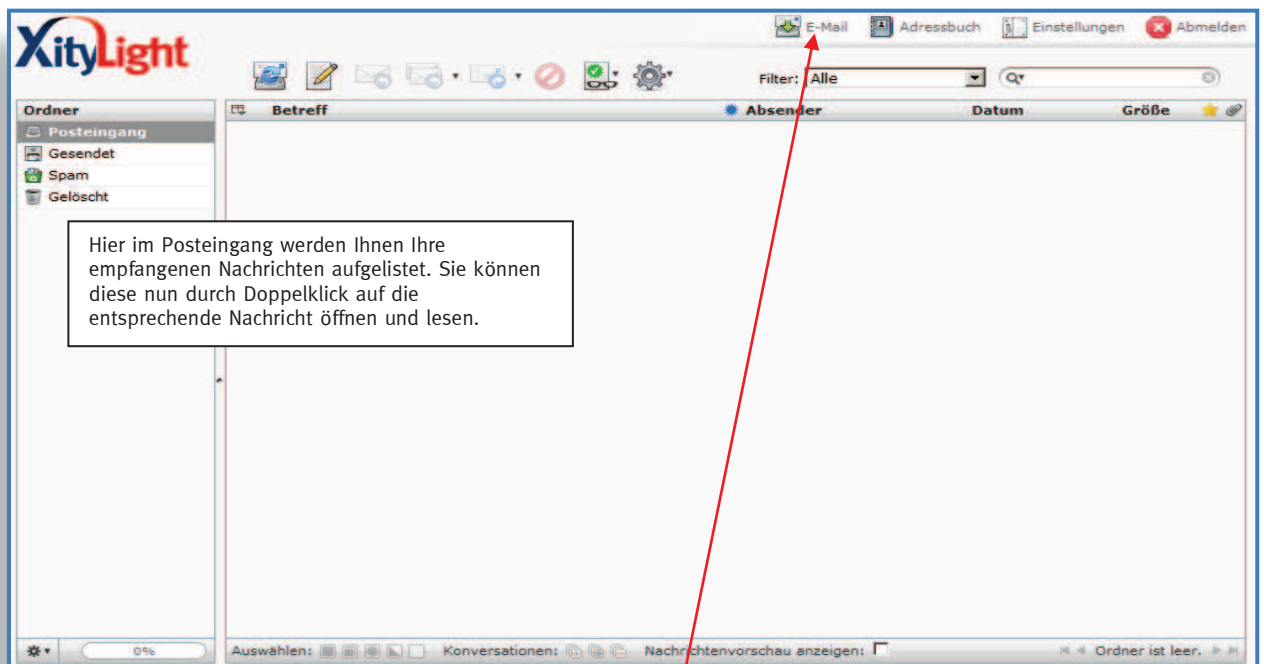 XityLight
E-Mail Adressbuch Einstellungen Abmelden
Filter: Alle
Ordner
Betreff Absender Datum Größe
Posteingang
Gesendet
Spam
Gelöscht
Hier im Posteingang werden Ihnen Ihre
empfangenen Nachrichten aufgelistet. Sie können
diese nun durch Doppelklick auf die
entsprechende Nachricht öffnen und lesen.
0% Auswählen: Konversationen: Nachrichtenvorschau anzeigen: Ordner ist leer.